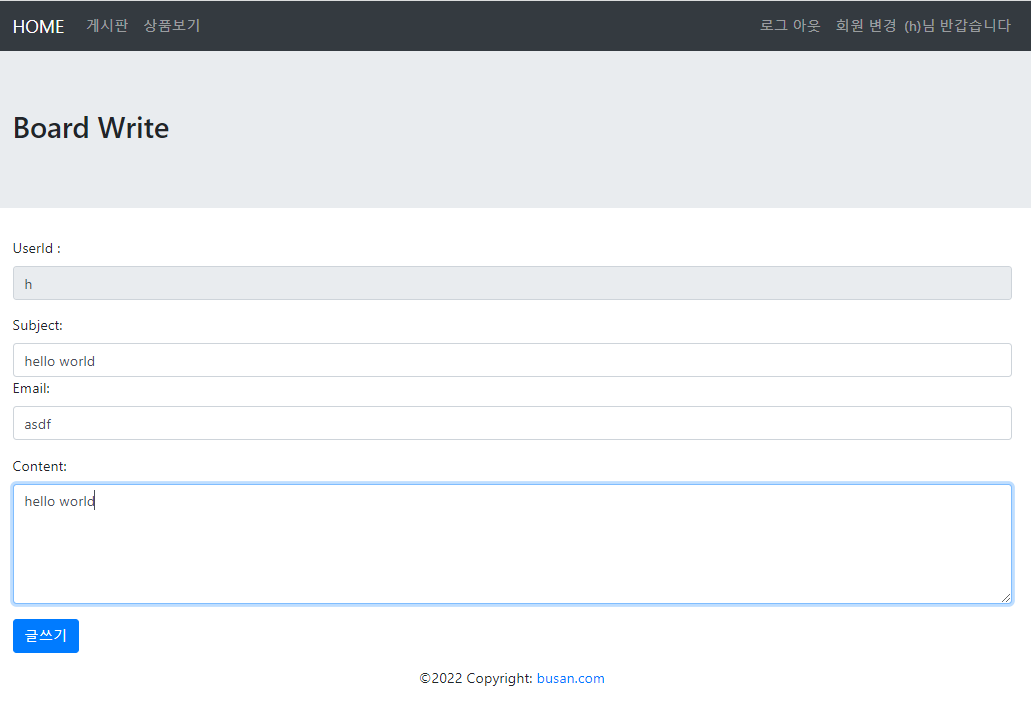 HOME 게시판 상품보기 로그 아웃 회원 변경 (h)님 반갑습니다
Board Write
UserId :
h
Subject:
hello world
Email:
asdf
Content:
hello world
글쓰기
©2022 Copyright: busan.com